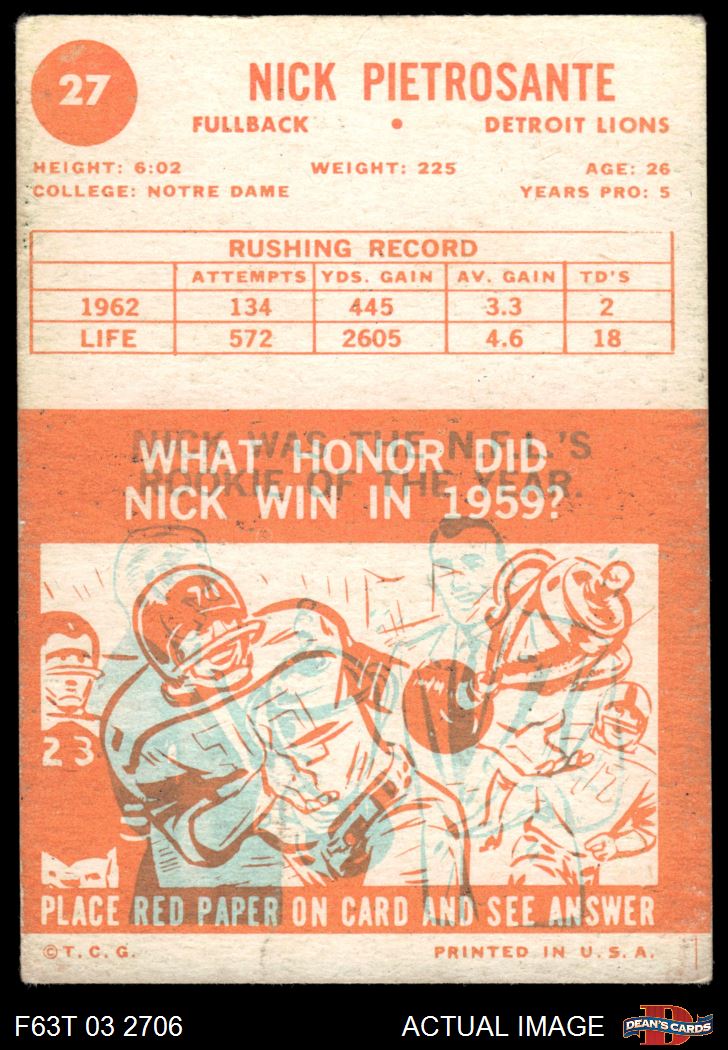 27
NICK PIETROSANTE
FULLBACK • DETROIT LIONS
HEIGHT: 6:02 WEIGHT: 225 AGE: 26
COLLEGE: NOTRE DAME YEARS PRO: 5
RUSHING RECORD
ATTEMPTS YDS. GAIN AV. GAIN TD'S
1962 134 445 3.3 2
LIFE 572 2605 4.6 18
NICK WAS THE N.F.L.'S
WHAT HONOR DID
ROOKIE OF THE YEAR.
NICK WIN IN 1959?
23
PLACE RED PAPER ON CARD AND SEE ANSWER
© T. C. G. PRINTED IN U. S. A.
F63T 03 2706 ACTUAL IMAGE DEAN'S CARDS